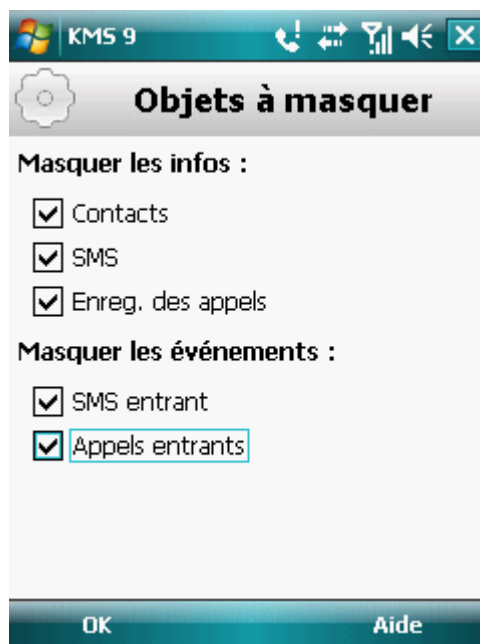 KMS 9
Objets à masquer
Masquer les infos :
Contacts
SMS
Enreg. des appels
Masquer les événements :
SMS entrant
Appels entrants
OK Aide